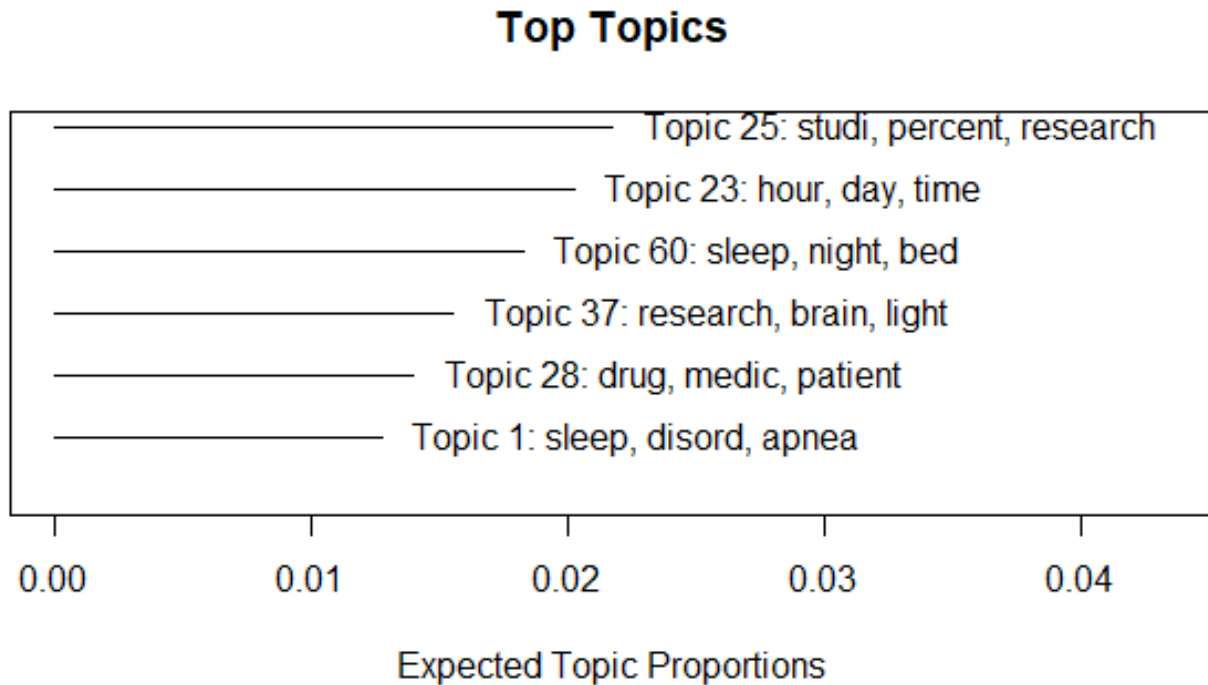 Top Topics
Topic 25: studi, percent, research
Topic 23: hour, day, time
Topic 60: sleep, night, bed
Topic 37: research, brain, light
Topic 28: drug, medic, patient
Topic 1: sleep, disord, apnea
0.00 0.01 0.02 0.03 0.04
Expected Topic Proportions